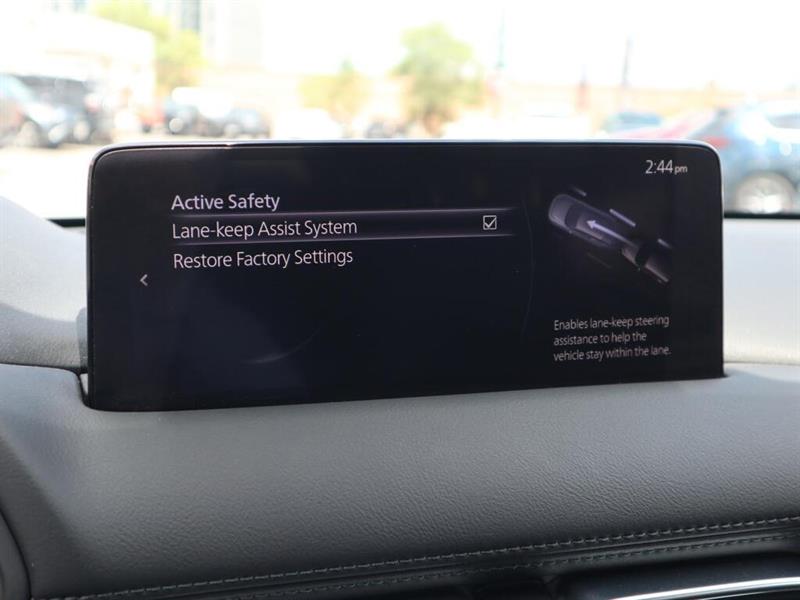 2:44pm
Active Safety
Lane-keep Assist System
Restore Factory Settings
Enables lane-keep steering
assistance to help the
vehicle stay within the lane.